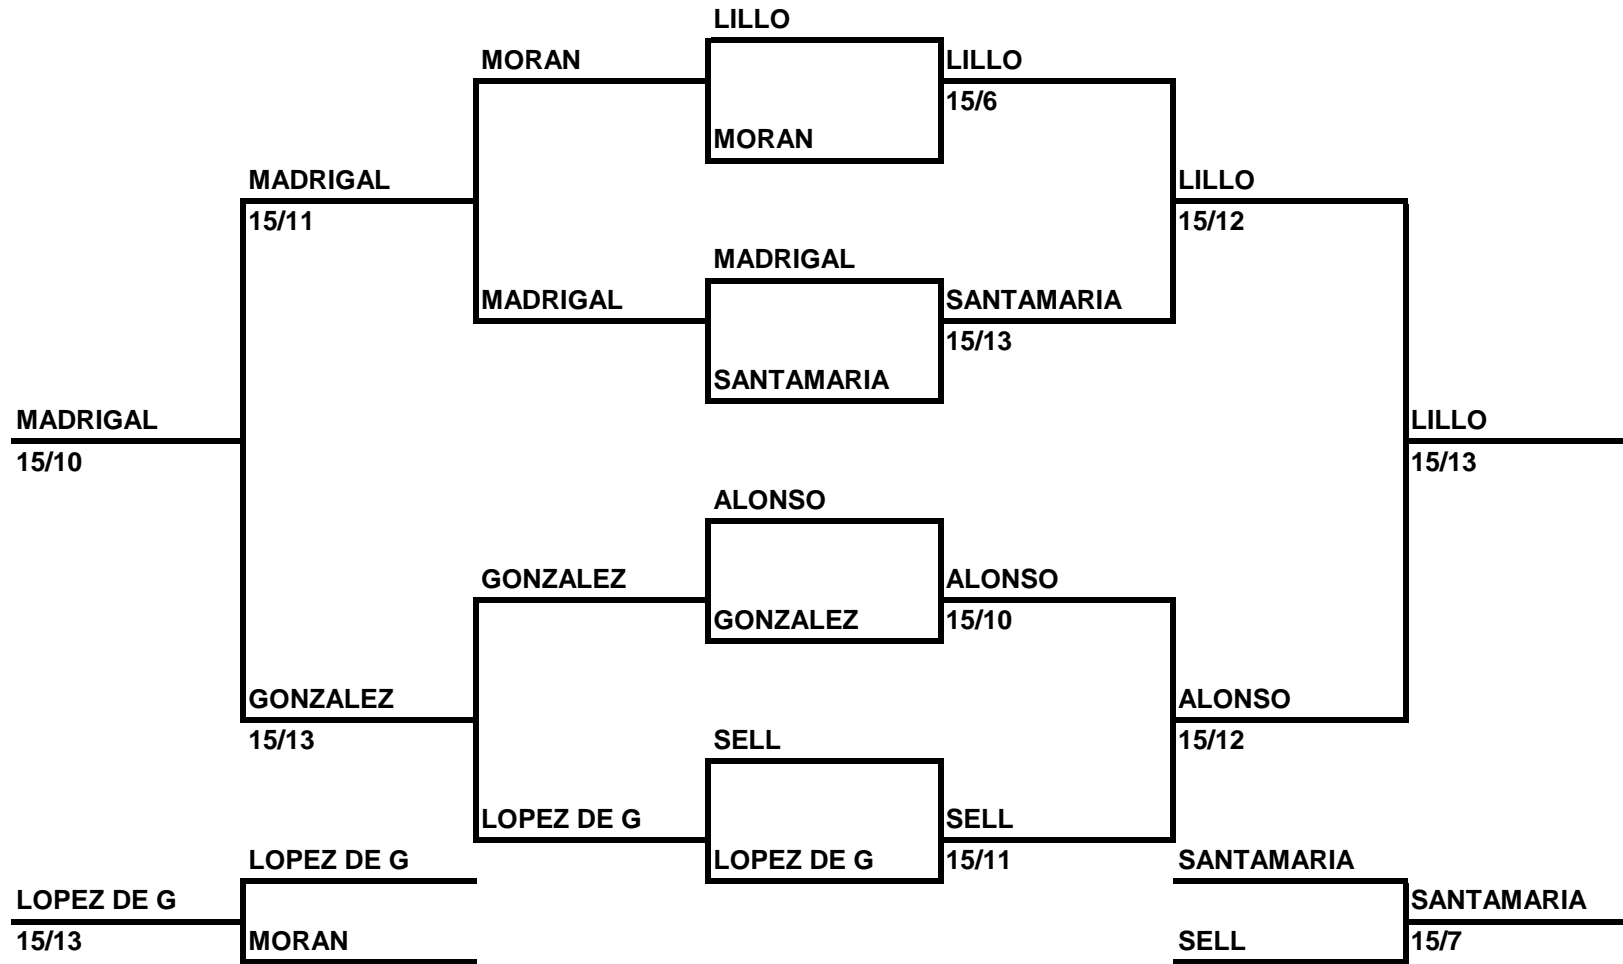 LILLO
MORAN
LILLO
15/6
MORAN
MADRIGAL
LILLO
15/11
15/12
MADRIGAL
MADRIGAL
SANTAMARIA
15/13
SANTAMARIA
MADRIGAL
LILLO
15/10
15/13
ALONSO
GONZALEZ
ALONSO
GONZALEZ
15/10
GONZALEZ
ALONSO
15/13
SELL
15/12
LOPEZ DE G
SELL
LOPEZ DE G
LOPEZ DE G
15/11
SANTAMARIA
LOPEZ DE G
SANTAMARIA
15/13
MORAN
SELL
15/7